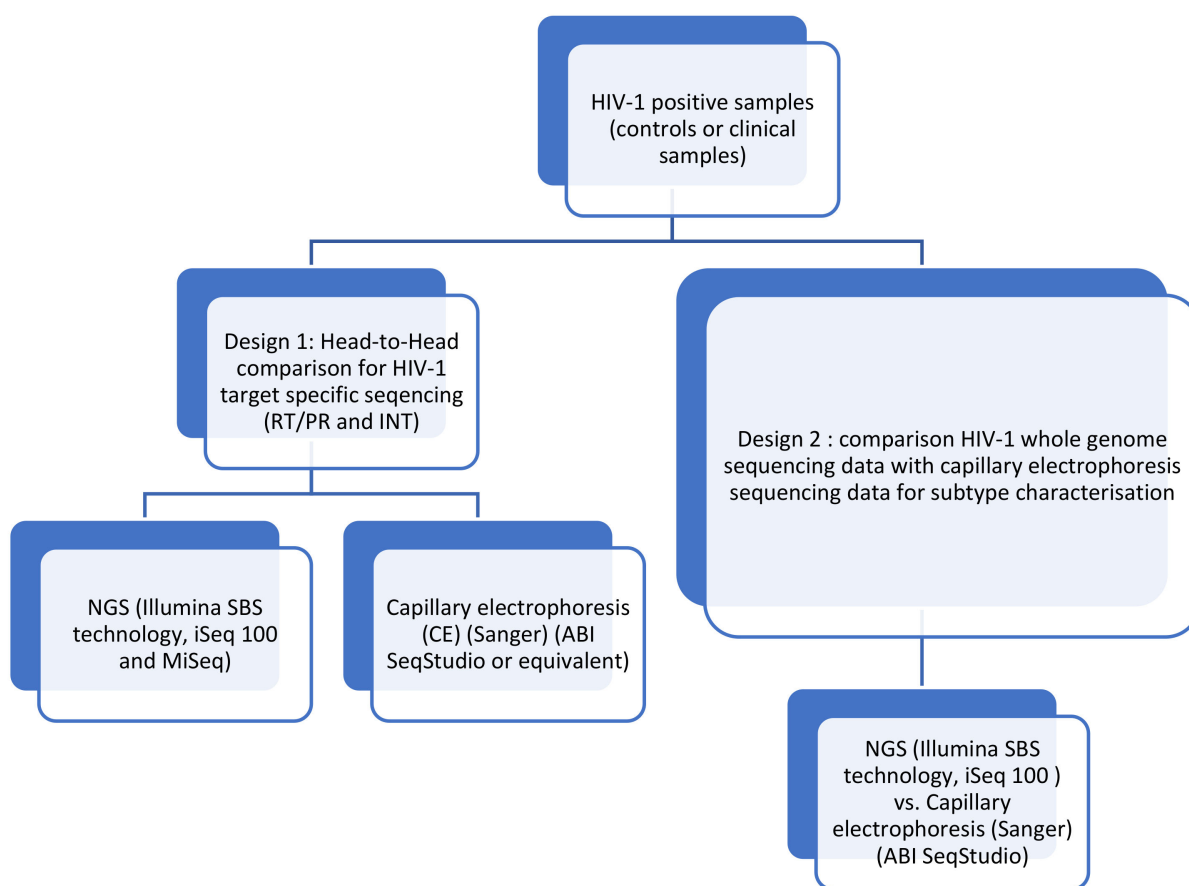 HIV-1 positive samples
(controls or clinical
samples)
Design 1: Head-to-Head
comparison for HIV-1
target specific seqencing
(RT/PR and INT)
Design 2 : comparison HIV-1 whole genome
sequencing data with capillary electrophoresis
sequencing data for subtype characterisation
NGS (Illumina SBS
technology, iSeq 100
and MiSeq)
Capillary electrophoresis
(CE) (Sanger) (ABI
SeqStudio or equivalent)
NGS (Illumina SBS
technology, iSeq 100 )
vs. Capillary
electrophoresis (Sanger)
(ABI SeqStudio)